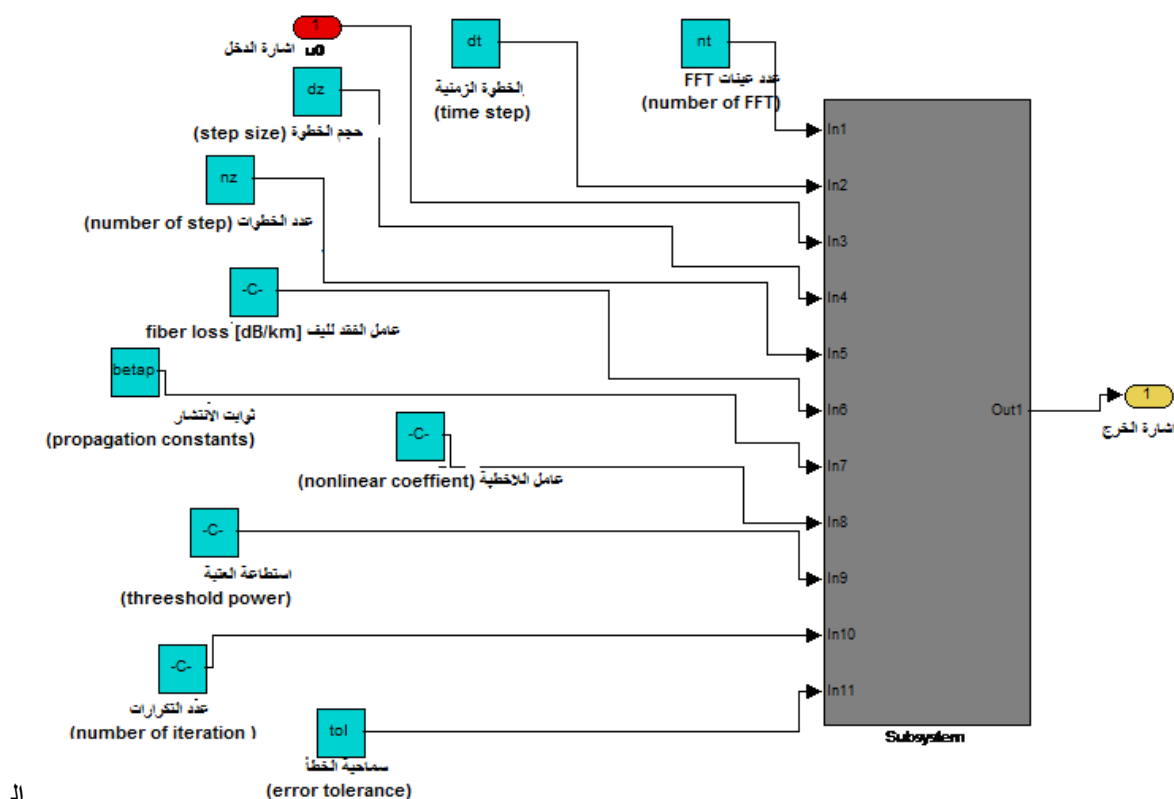 1
اشارة الدخل u0
dt
الخطوة الزمنية
(time step)
nt
عدد عينات FFT
(number of FFT)
dz
حجم الخطوة (step size)
nz
عدد الخطوات (number of step)
-C-
عامل الفقد لليف fiber loss [dB/km]
betap
ثوابت الأنتشار
(propagation constants)
-C-
عامل اللاخطية (nonlinear coeffient)
-C-
استطاعة العتبة
(threeshold power)
-C-
عدد التكرارات
(number of iteration )
tol
سماحية الخطأ
(error tolerance)
In1
In2
In3
In4
In5
In6
In7
In8
In9
In10
In11
Out1
Subsystem
1
اشارة الخرج
ال